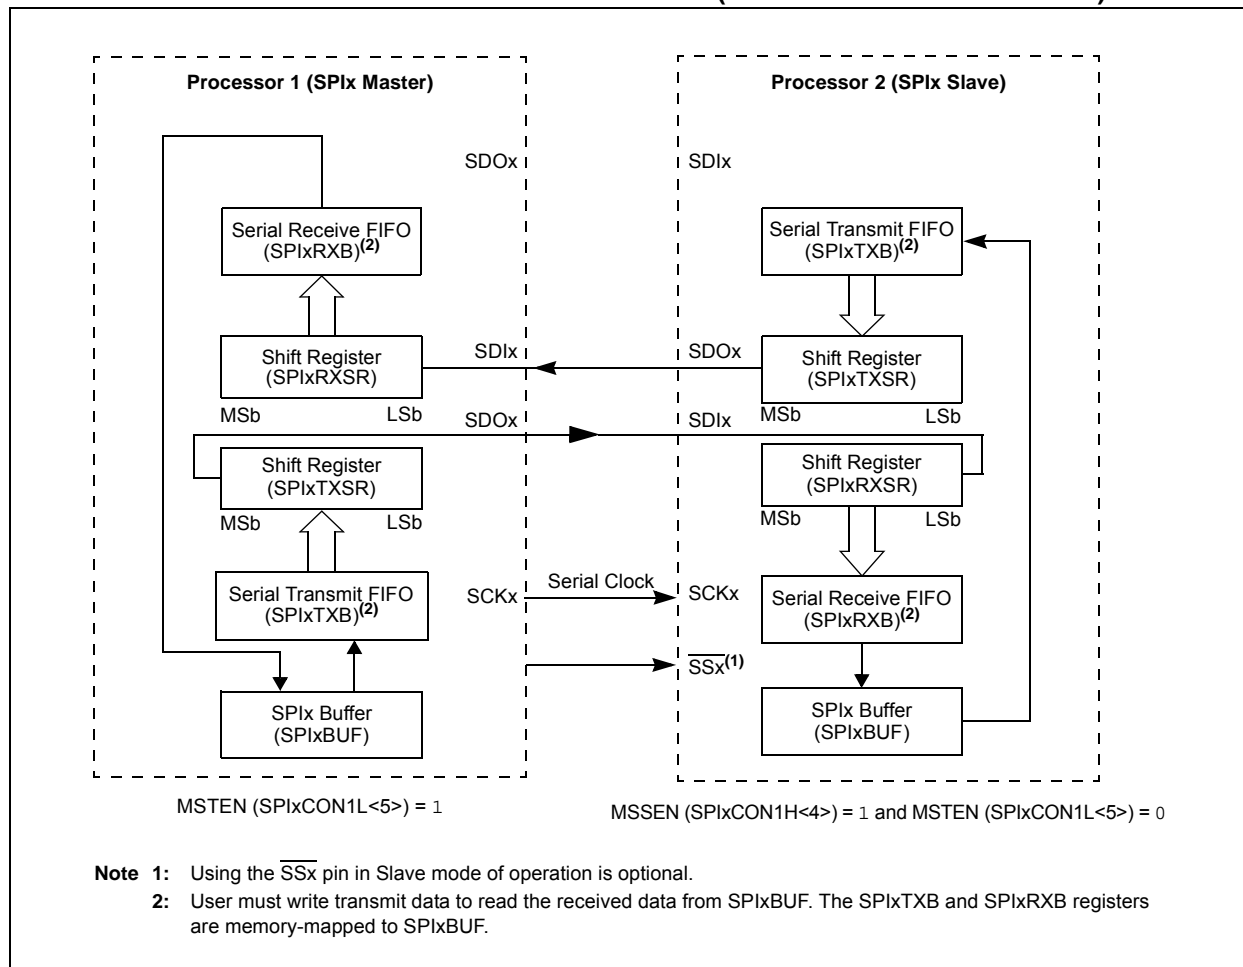 Processor 1 (SPIx Master)
Processor 2 (SPIx Slave)
SDOx
SDIx
Serial Receive FIFO
(SPIxRXB)(2)
Serial Transmit FIFO
(SPIxTXB)(2)
Shift Register
(SPIxRXSR)
SDIx
SDOx
Shift Register
(SPIxTXSR)
MSb
LSb
MSb
LSb
SDOx
SDIx
Shift Register
(SPIxTXSR)
Shift Register
(SPIxRXSR)
MSb
LSb
MSb
LSb
Serial Transmit FIFO
(SPIxTXB)(2)
SCKx
Serial Clock
SCKx
Serial Receive FIFO
(SPIxRXB)(2)
SSx(1)
SPIx Buffer
(SPIxBUF)
SPIx Buffer
(SPIxBUF)
MSTEN (SPIxCON1L<5>) = 1
MSSEN (SPIxCON1H<4>) = 1 and MSTEN (SPIxCON1L<5>) = 0
Note 1: Using the SSx pin in Slave mode of operation is optional.
2: User must write transmit data to read the received data from SPIxBUF. The SPIxTXB and SPIxRXB registers
are memory-mapped to SPIxBUF.